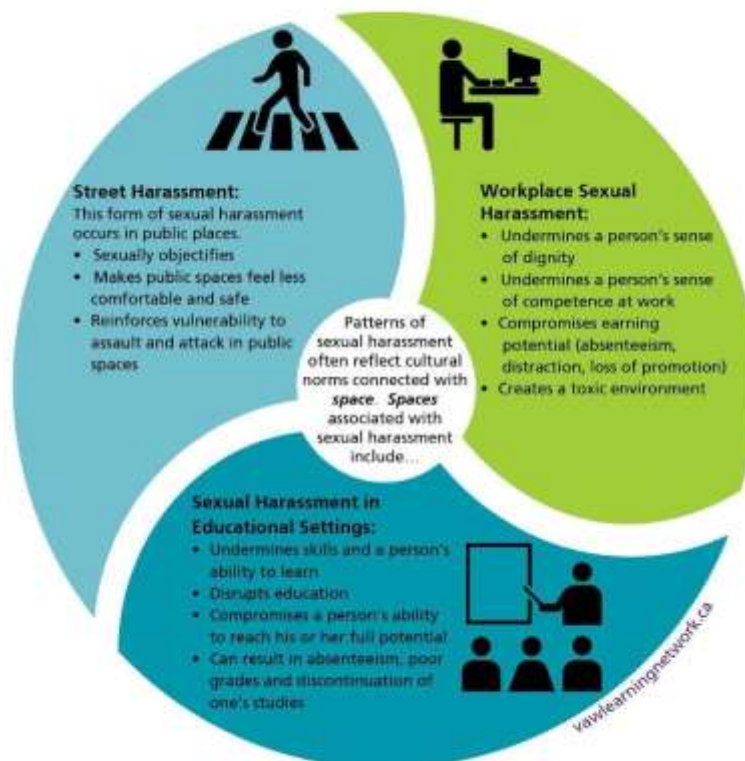 Street Harassment:
This form of sexual harassment
occurs in public places.
• Sexually objectifies
• Makes public spaces feel less
comfortable and safe
• Reinforces vulnerability to
assault and attack in public
spaces
Workplace Sexual
Harassment:
• Undermines a person's sense
of dignity
• Undermines a person's sense
of competence at work
• Compromises earning
potential (absenteeism,
distraction, loss of promotion)
• Creates a toxic environment
Patterns of
sexual harassment
often reflect cultural
norms connected with
space. Spaces
associated with
sexual harassment
include...
Sexual Harassment in
Educational Settings:
• Undermines skills and a person's
ability to learn
• Disrupts education
• Compromises a person's ability
to reach his or her full potential
• Can result in absenteeism, poor
grades and discontinuation of
one's studies
vawlearningnetwork.ca